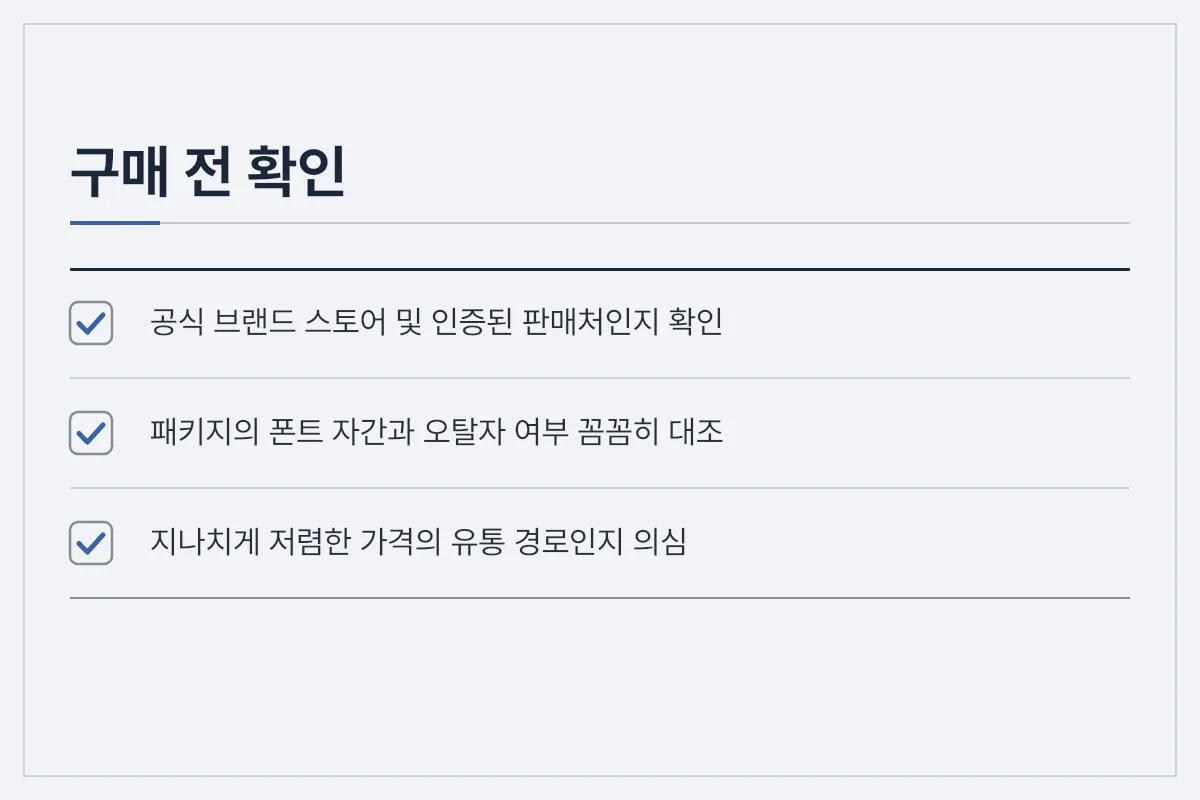 구매 전 확인
공식 브랜드 스토어 및 인증된 판매처인지 확인
패키지의 폰트 자간과 오탈자 여부 꼼꼼히 대조
지나치게 저렴한 가격의 유통 경로인지 의심